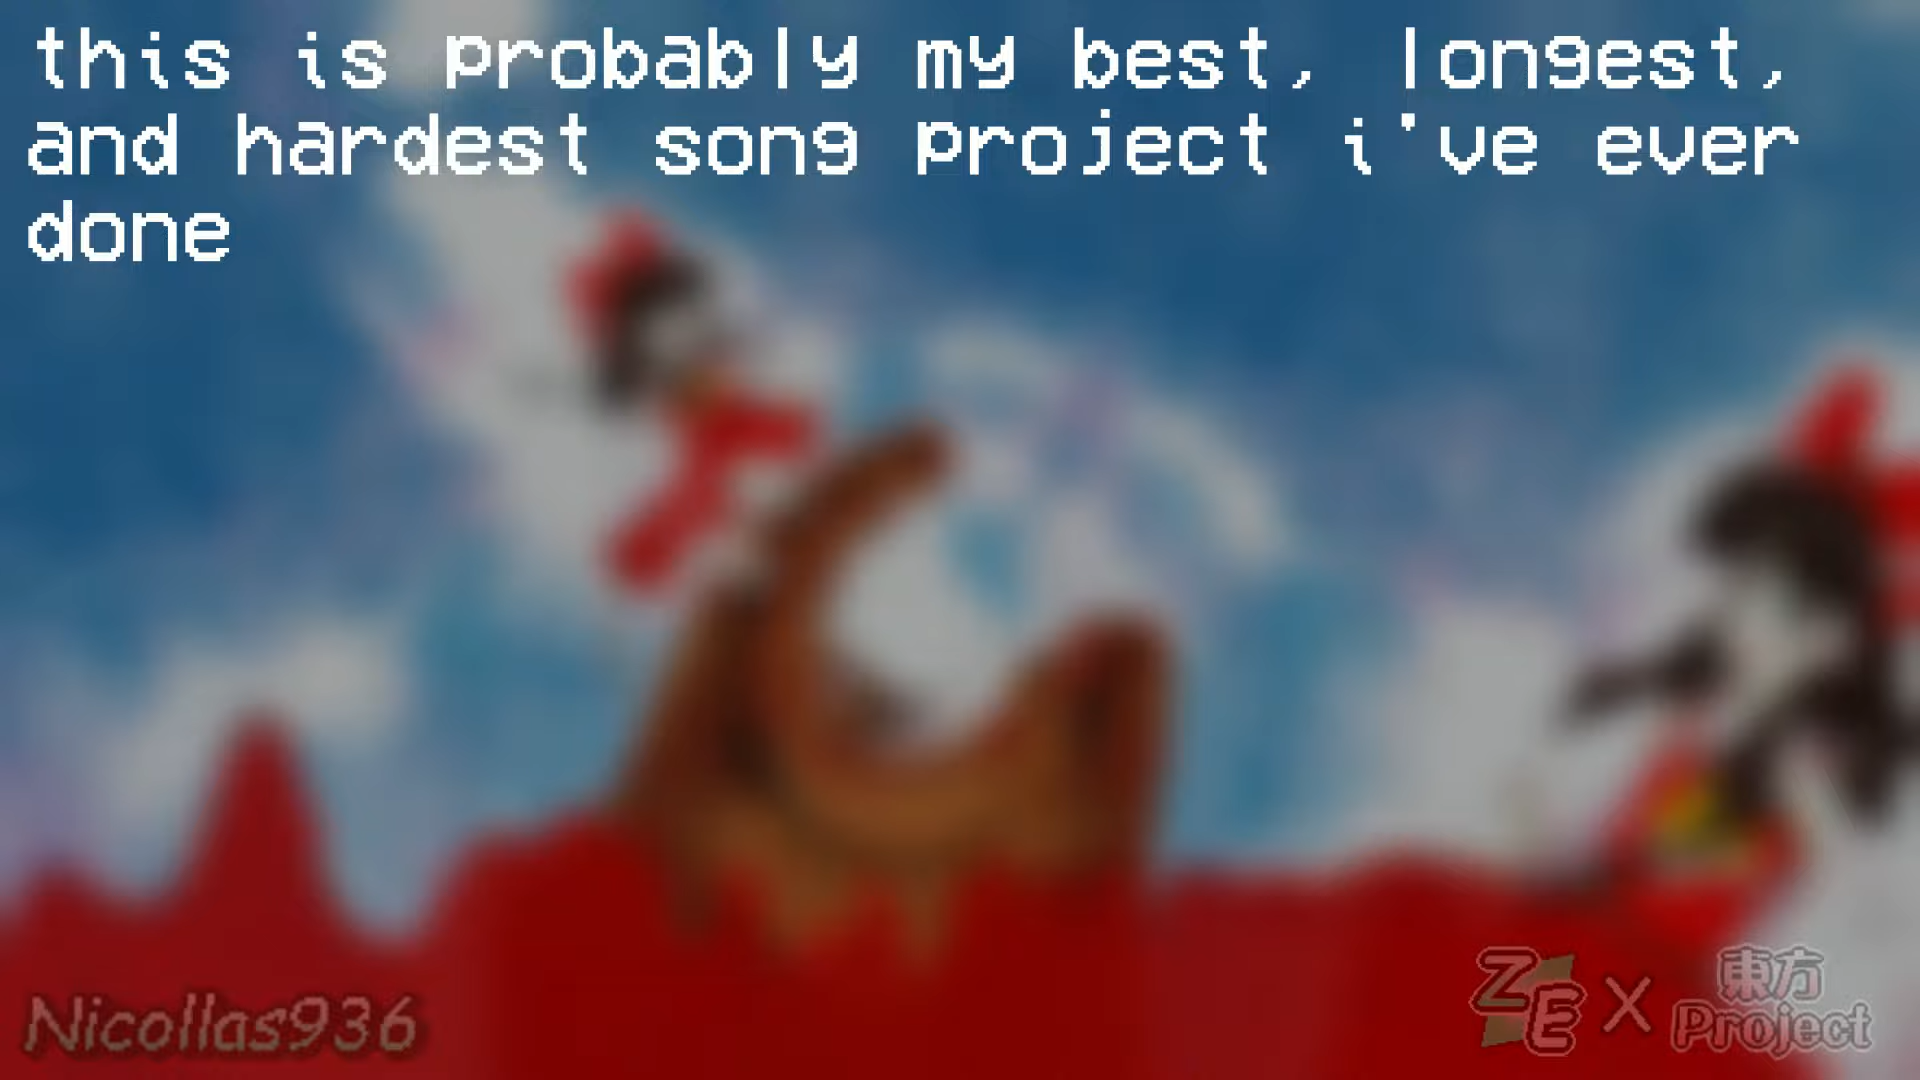 this is probably my best, longest,
and hardest song project i've ever
done
Nicollas936
ZE X 東方
Project